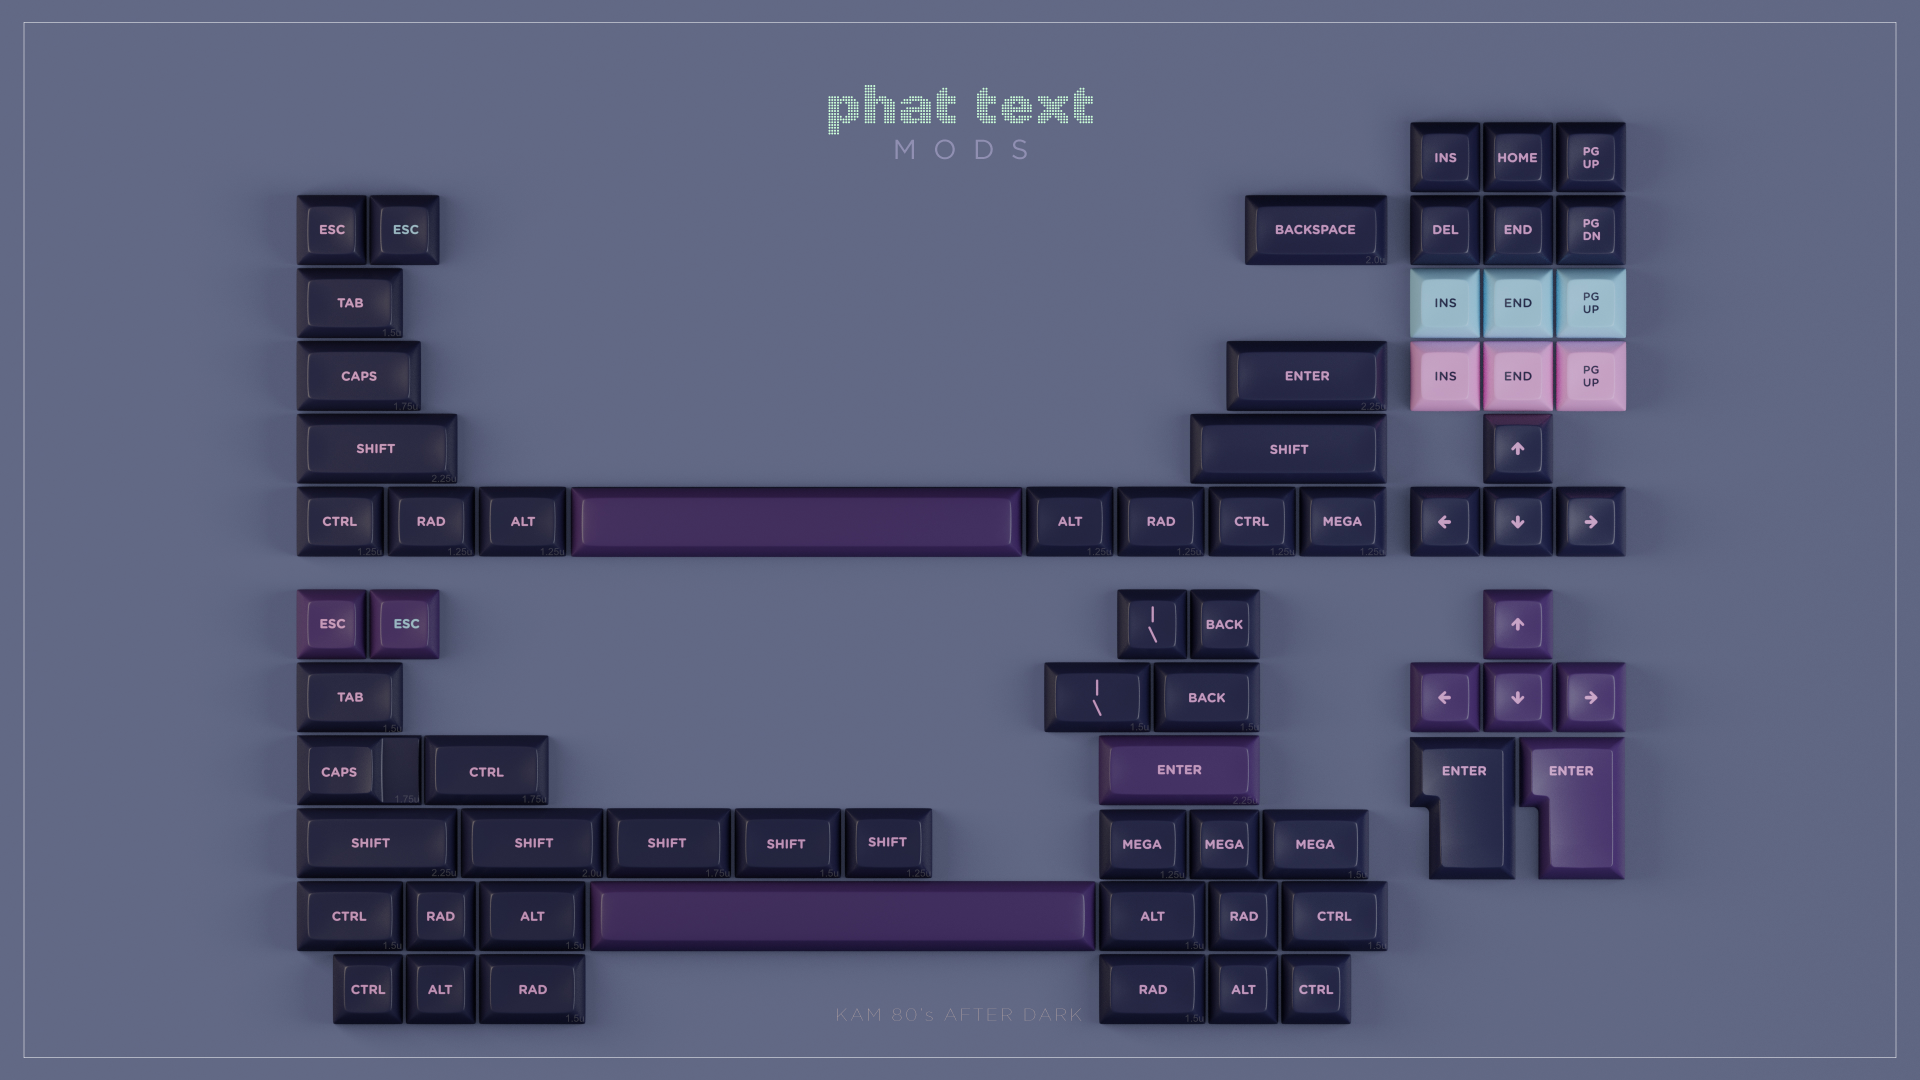 phat text
MODS
INS HOME PG UP
ESC ESC BACKSPACE 2.0u DEL END PG DN
TAB 1.5u INS END PG UP
CAPS 1.75u ENTER 2.25u INS END PG UP
SHIFT 2.25u SHIFT ↑
CTRL 1.25u RAD 1.25u ALT 1.25u ALT 1.25u RAD 1.25u CTRL 1.25u MEGA 1.25u ← ↓ →
ESC ESC | \ BACK ↑
TAB 1.5u | \ 1.5u BACK 1.5u ← ↓ →
CAPS 1.75u CTRL 1.75u ENTER 2.25u ENTER ENTER
SHIFT 2.25u SHIFT 2.0u SHIFT 1.75u SHIFT 1.5u SHIFT 1.25u MEGA 1.25u MEGA MEGA 1.5u
CTRL 1.5u RAD ALT 1.5u ALT 1.5u RAD CTRL 1.5u
CTRL ALT RAD 1.5u RAD 1.5u ALT CTRL
KAM 80's AFTER DARK